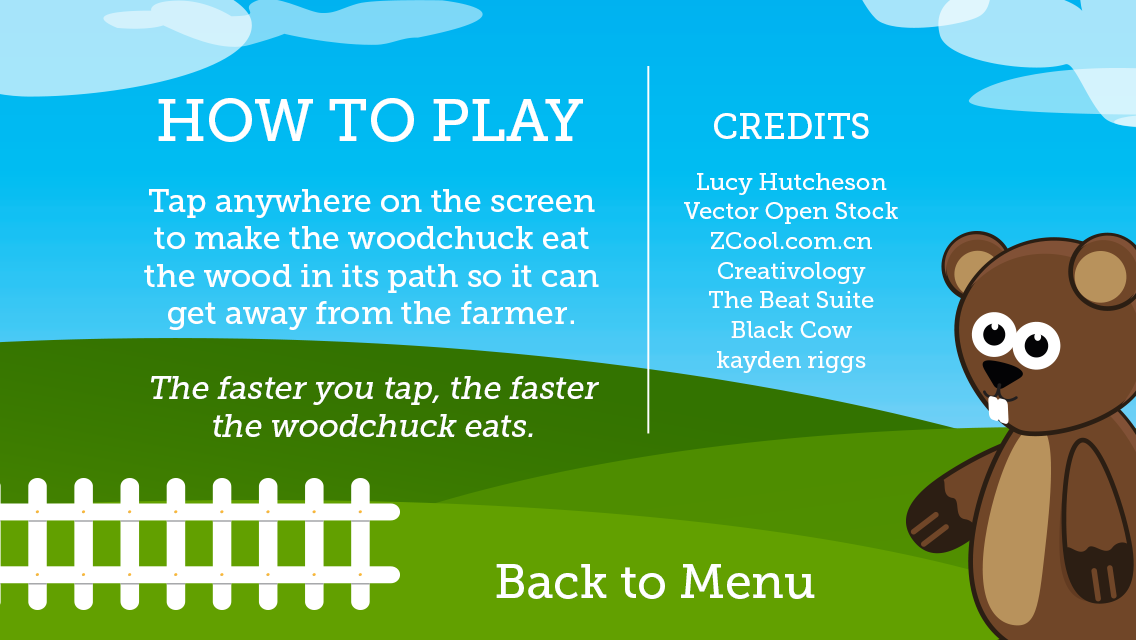 HOW TO PLAY
Tap anywhere on the screen
to make the woodchuck eat
the wood in its path so it can
get away from the farmer.
The faster you tap, the faster
the woodchuck eats.
CREDITS
Lucy Hutcheson
Vector Open Stock
ZCool.com.cn
Creativology
The Beat Suite
Black Cow
kayden riggs
Back to Menu